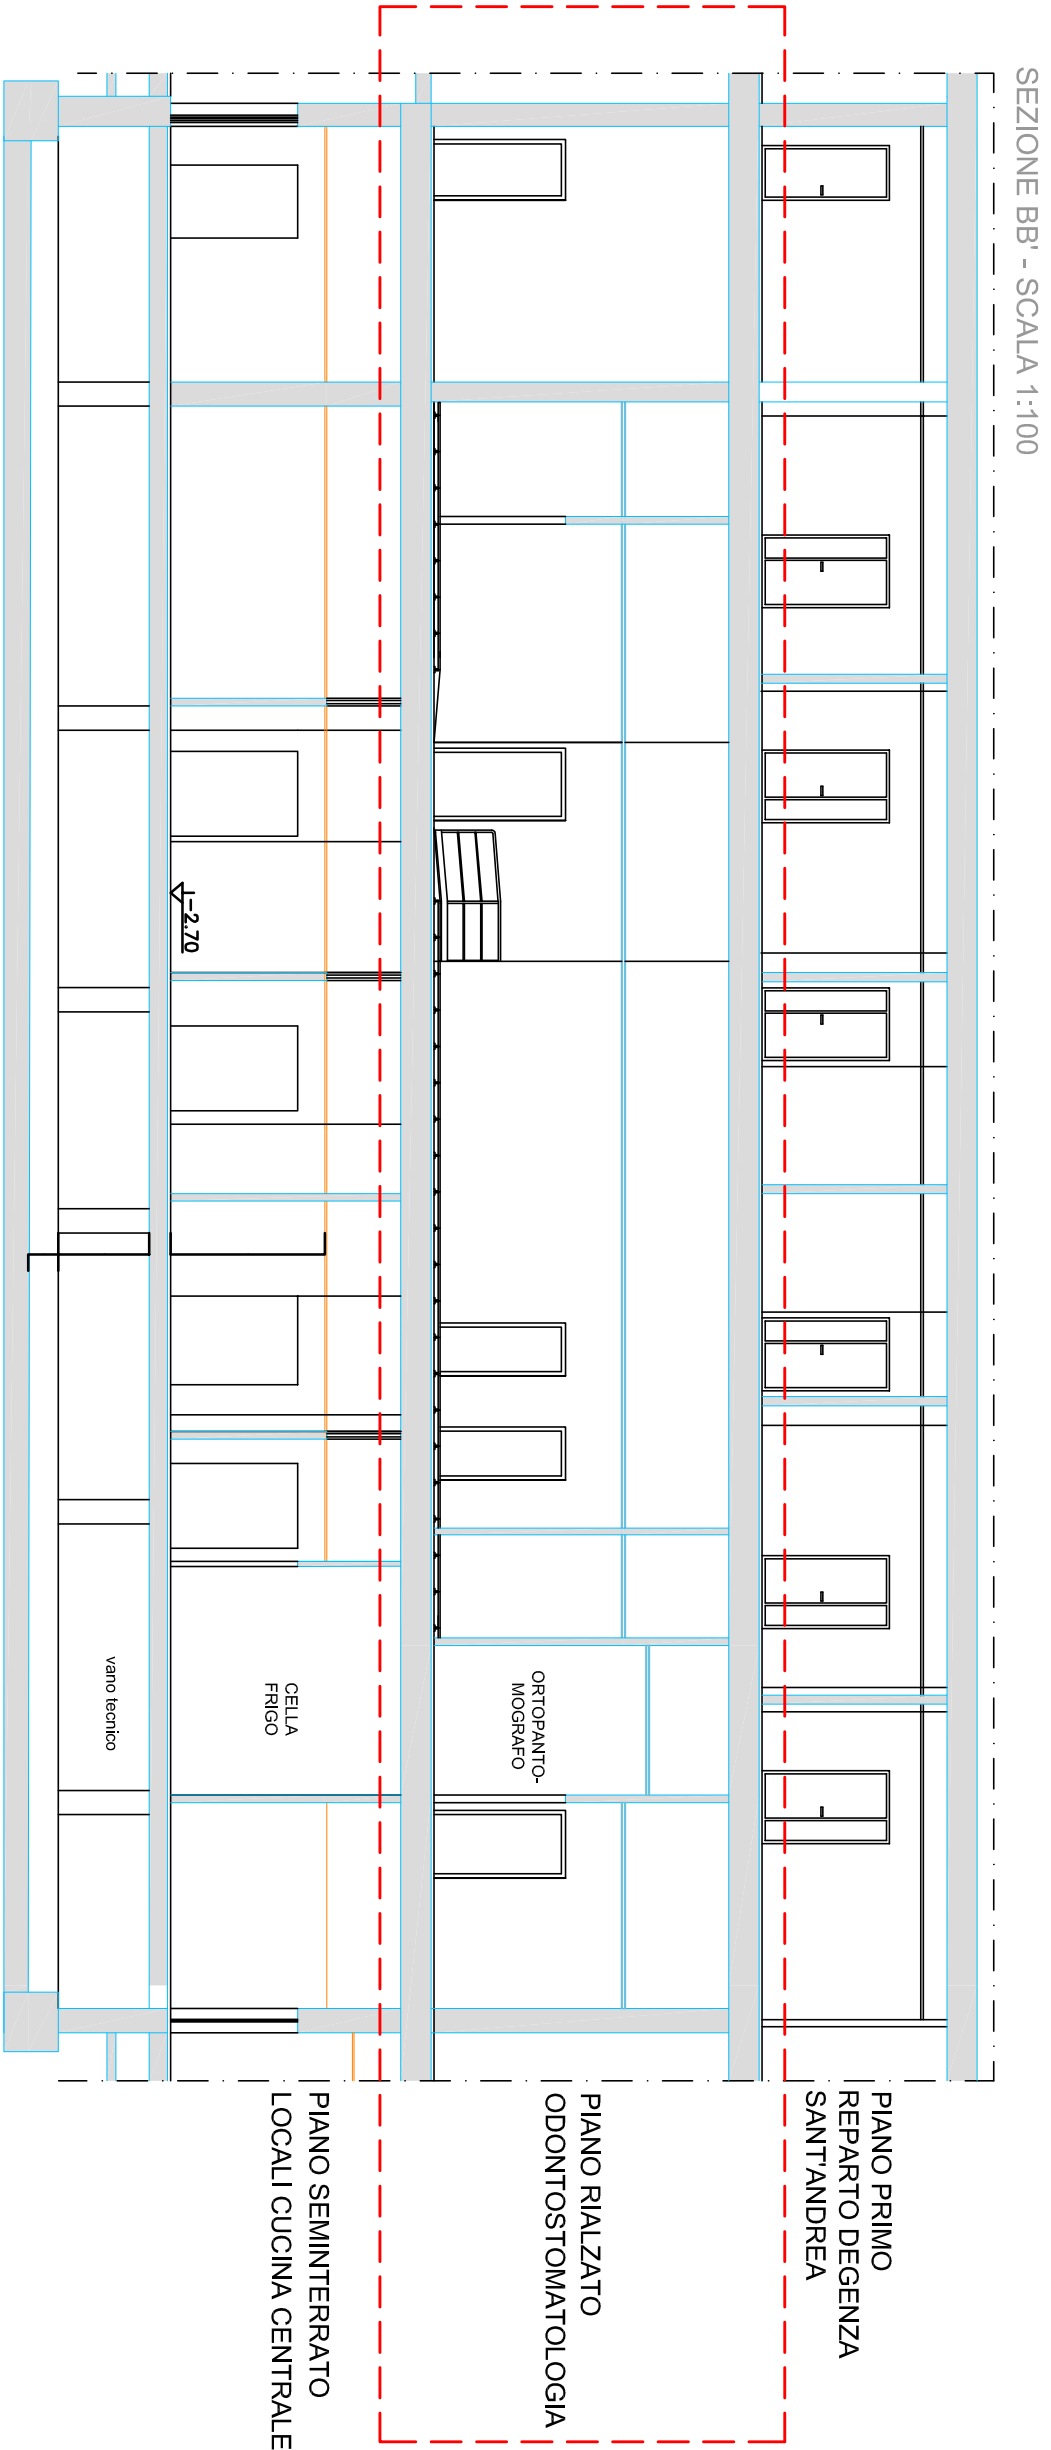 SEZIONE BB' - SCALA 1:100
PIANO PRIMO
REPARTO DEGENZA
SANT'ANDREA
ORTOPANTO-
MOGRAFO
PIANO RIALZATO
ODONTOSTOMATOLOGIA
-2.70
CELLA
FRIGO
PIANO SEMINTERRATO
LOCALI CUCINA CENTRALE
vano tecnico